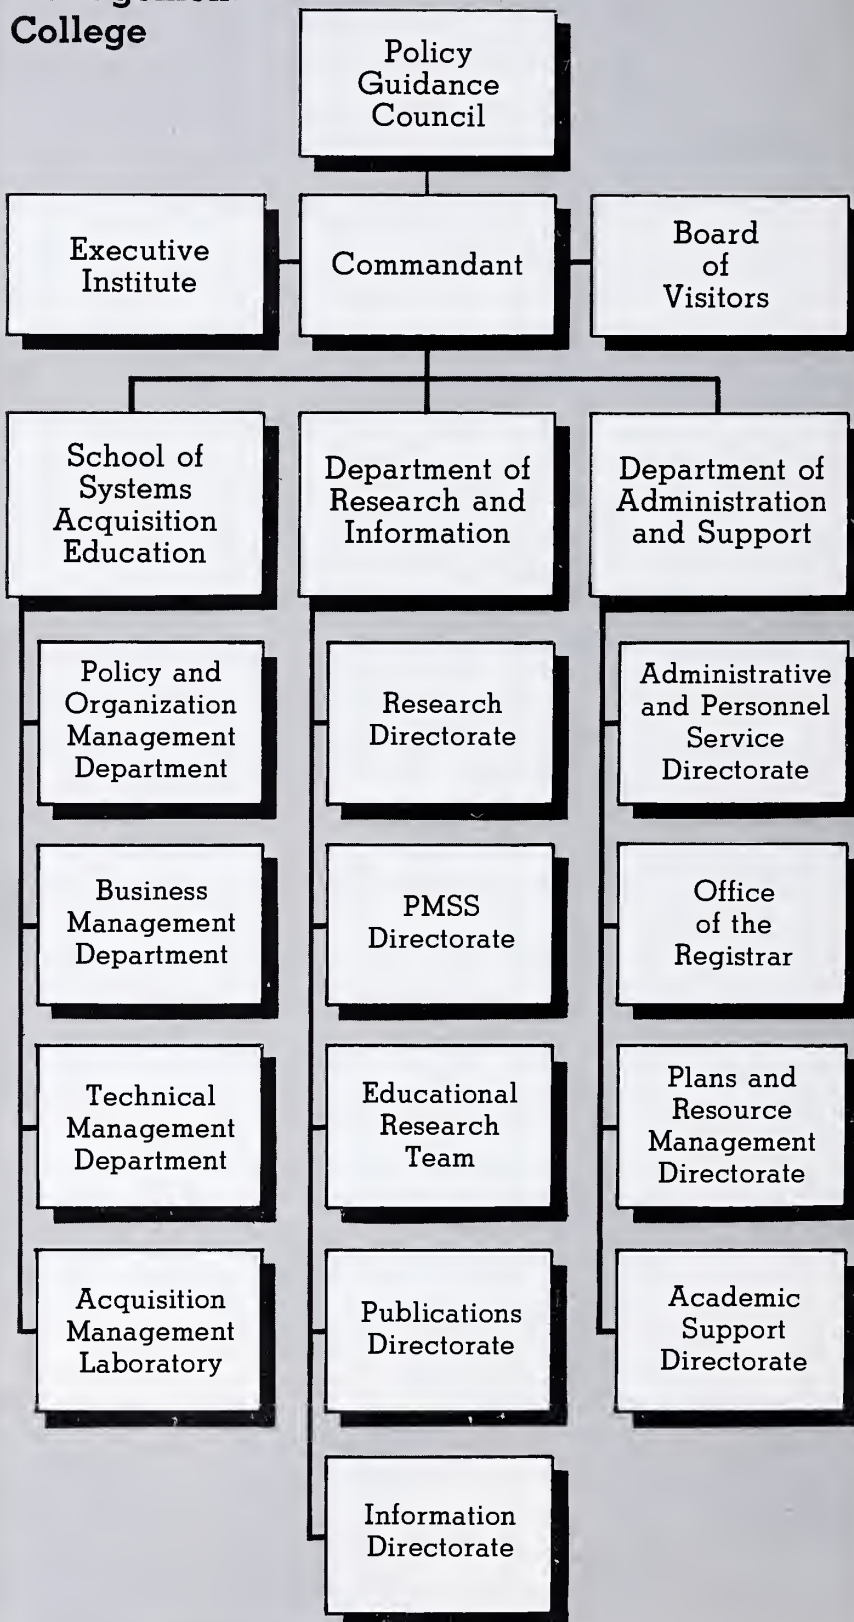 College
Policy
Guidance
Council
Executive
Institute
Commandant
Board
of
Visitors
School of
Systems
Acquisition
Education
Department of
Research and
Information
Department of
Administration
and Support
Policy and
Organization
Management
Department
Research
Directorate
Administrative
and Personnel
Service
Directorate
Business
Management
Department
PMSS
Directorate
Office
of the
Registrar
Technical
Management
Department
Educational
Research
Team
Plans and
Resource
Management
Directorate
Acquisition
Management
Laboratory
Publications
Directorate
Academic
Support
Directorate
Information
Directorate